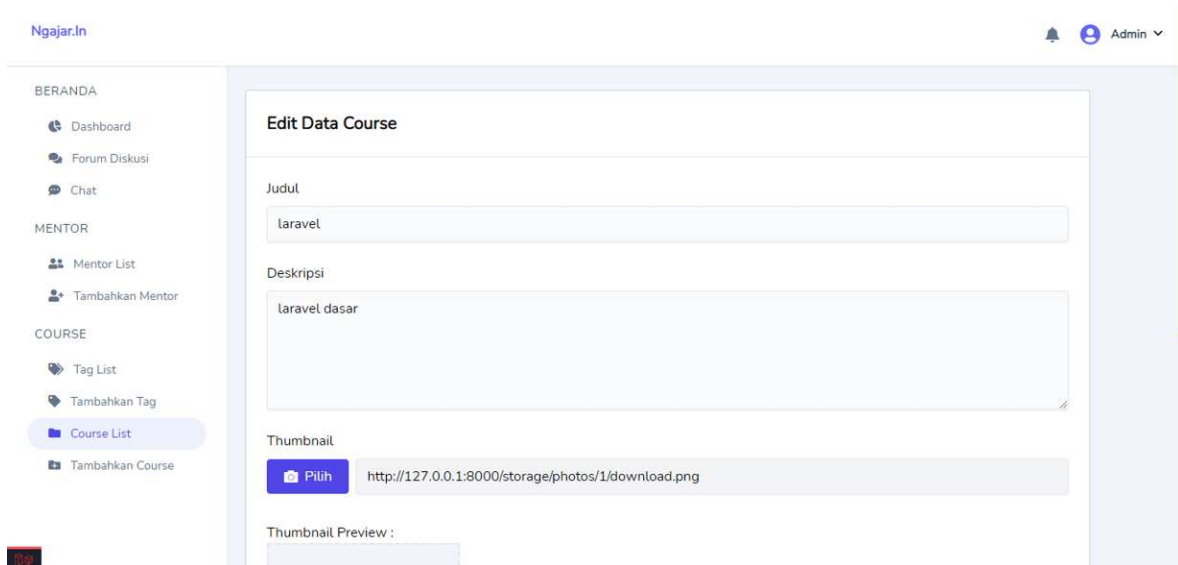 Ngajar.In
Admin
BERANDA
Dashboard
Forum Diskusi
Chat
MENTOR
Mentor List
Tambahkan Mentor
COURSE
Tag List
Tambahkan Tag
Course List
Tambahkan Course
Edit Data Course
Judul
laravel
Deskripsi
laravel dasar
Thumbnail
Pilih
http://127.0.0.1:8000/storage/photos/1/download.png
Thumbnail Preview :